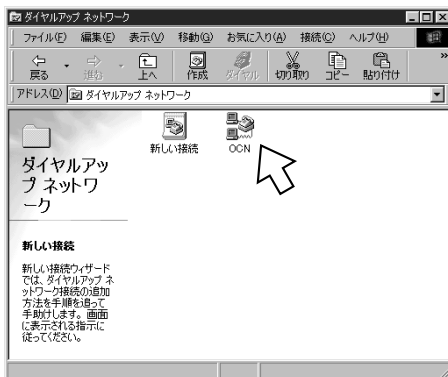 ダイヤルアップ ネットワーク
ファイル(F) 編集(E) 表示(V) 移動(G) お気に入り(A) 接続(C) ヘルプ(H)
戻る 進む 上へ 作成 ダイヤル 切り取り コピー 貼り付け »
アドレス(D) ダイヤルアップ ネットワーク
新しい接続 OCN
ダイヤルアッ
プ ネットワ
ーク
新しい接続
新しい接続ウィザード
では、ダイヤルアップ ネ
ットワーク接続の追加
方法を手順を追って
手助けします。画面
に表示される指示に
従ってください。